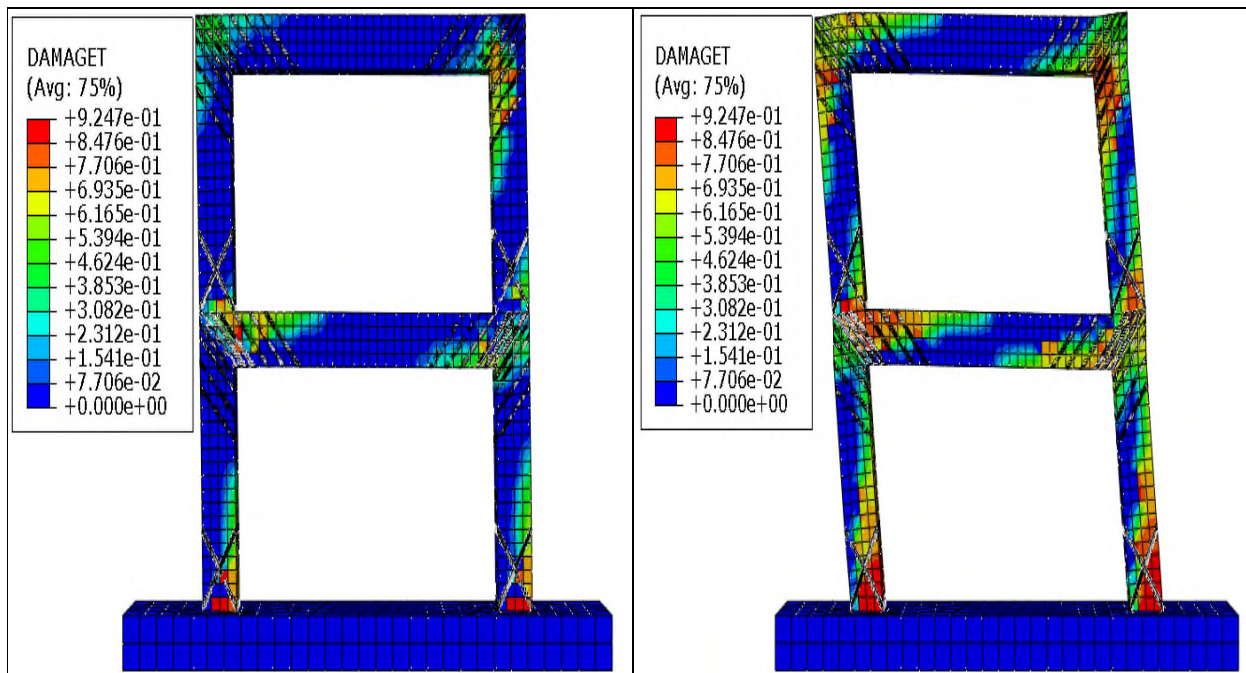 DAMAGET
(Avg: 75%)
+9.247e-01
+8.476e-01
+7.706e-01
+6.935e-01
+6.165e-01
+5.394e-01
+4.624e-01
+3.853e-01
+3.082e-01
+2.312e-01
+1.541e-01
+7.706e-02
+0.000e+00
DAMAGET
(Avg: 75%)
+9.247e-01
+8.476e-01
+7.706e-01
+6.935e-01
+6.165e-01
+5.394e-01
+4.624e-01
+3.853e-01
+3.082e-01
+2.312e-01
+1.541e-01
+7.706e-02
+0.000e+00